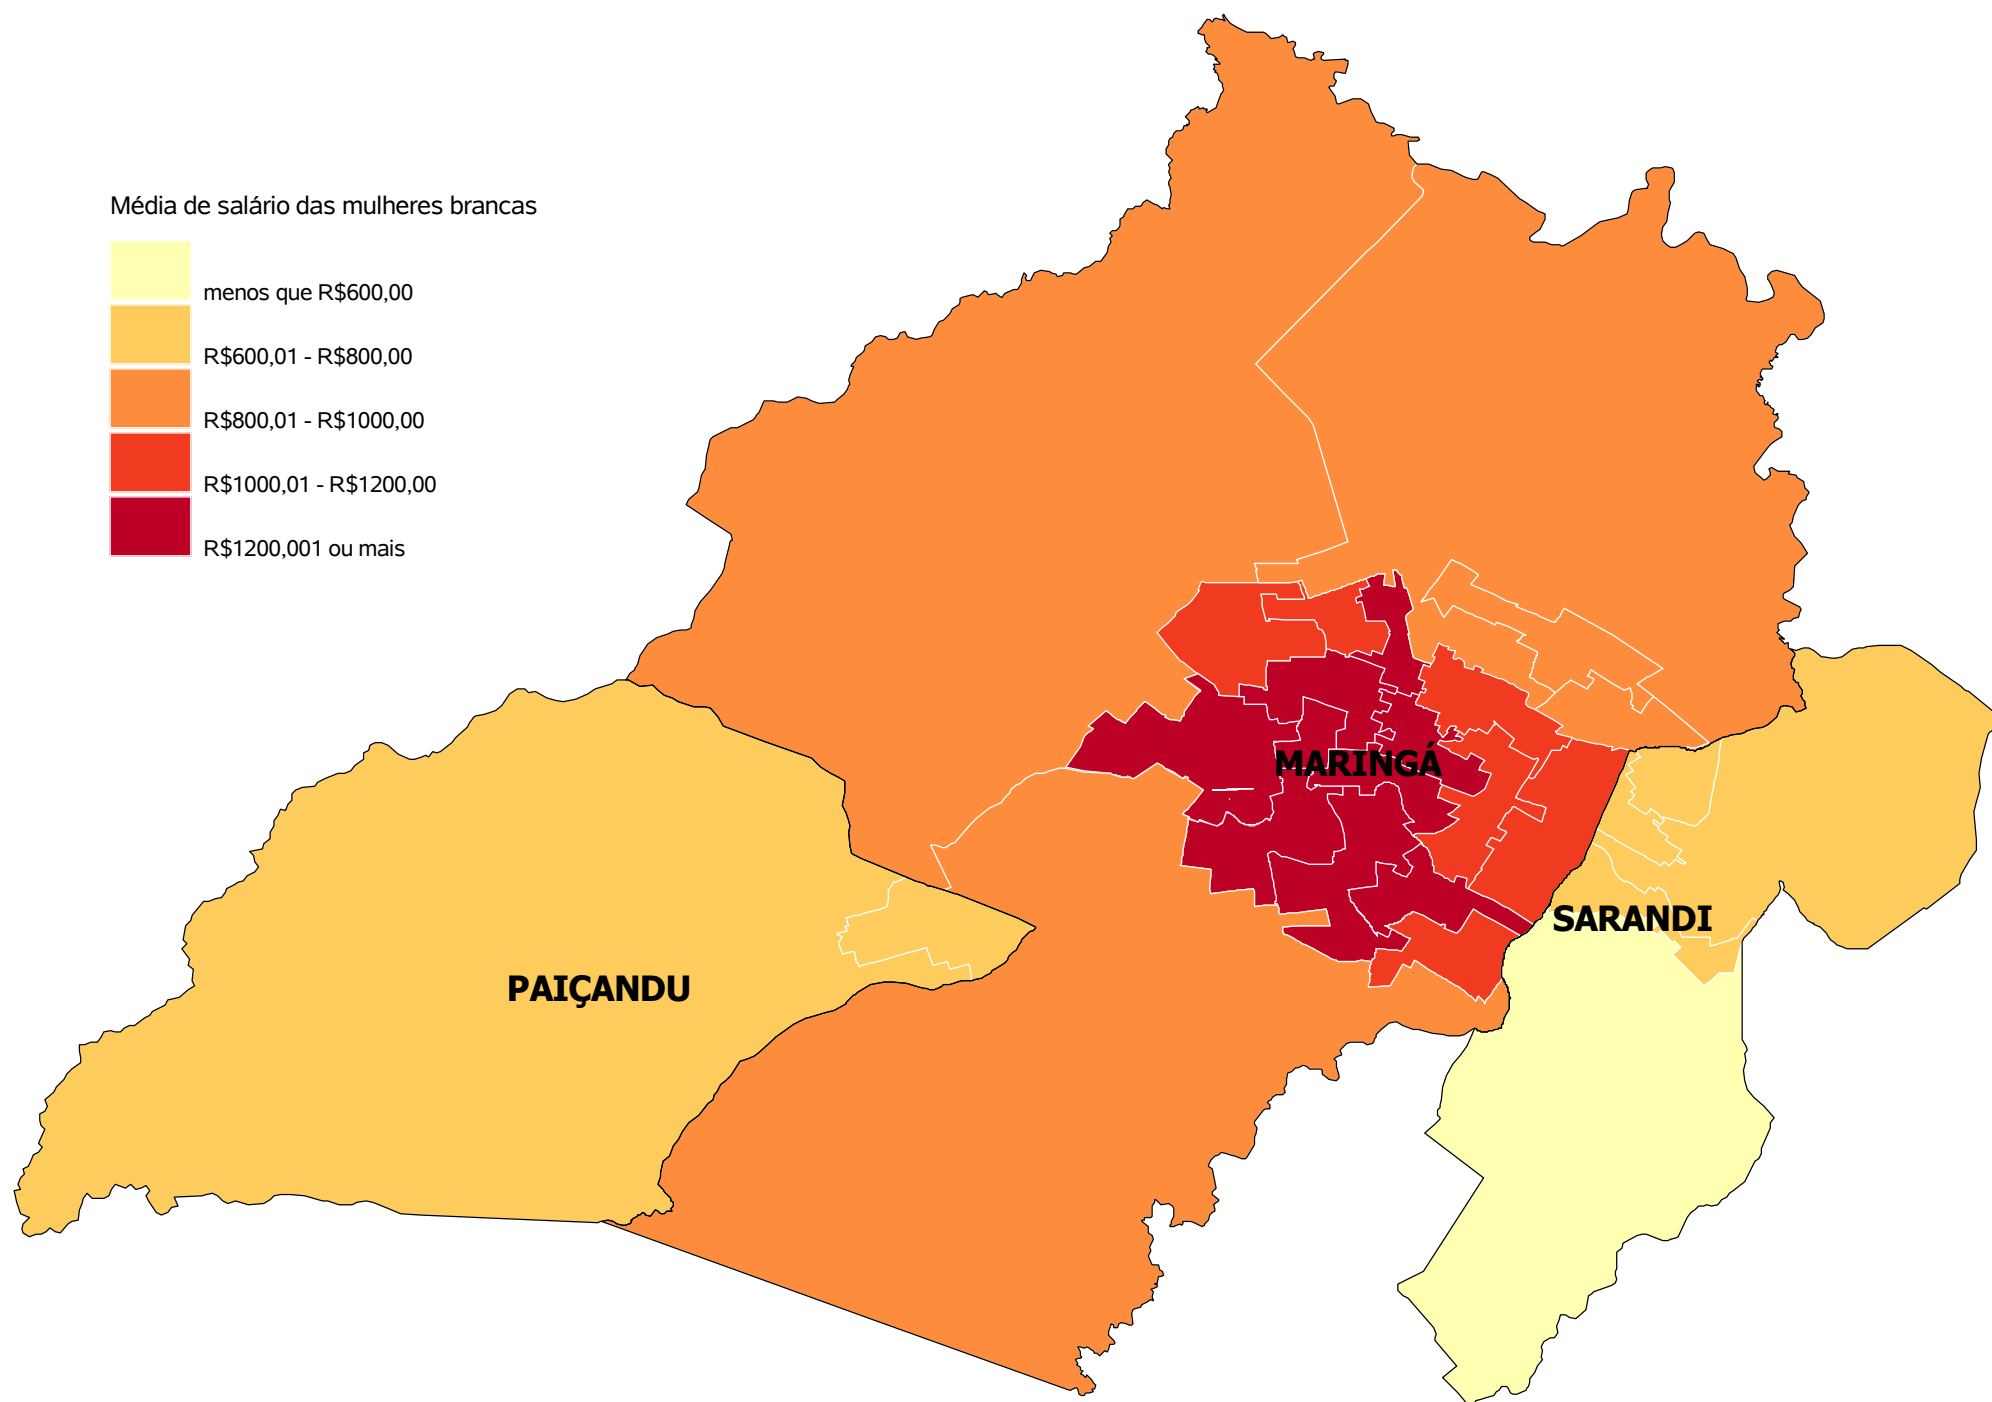 Média de salário das mulheres brancas
menos que R$600,00
R$600,01 - R$800,00
R$800,01 - R$1000,00
R$1000,01 - R$1200,00
R$1200,001 ou mais
MARINGÁ
SARANDI
PAIÇANDU